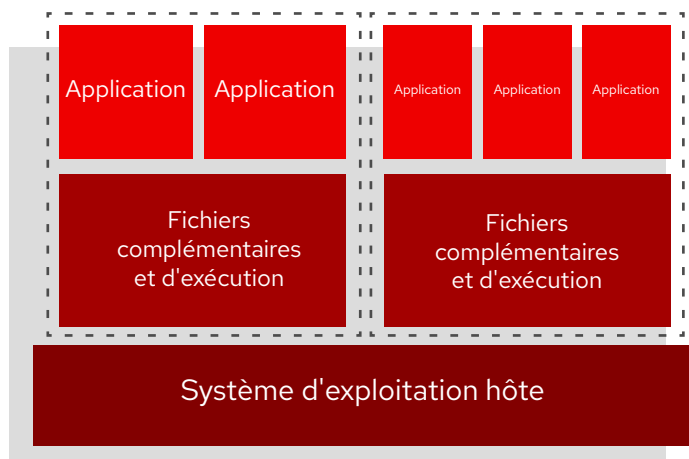 Application
Application
Application
Application
Application
Fichiers
complémentaires
et d'exécution
Fichiers
complémentaires
et d'exécution
Système d'exploitation hôte